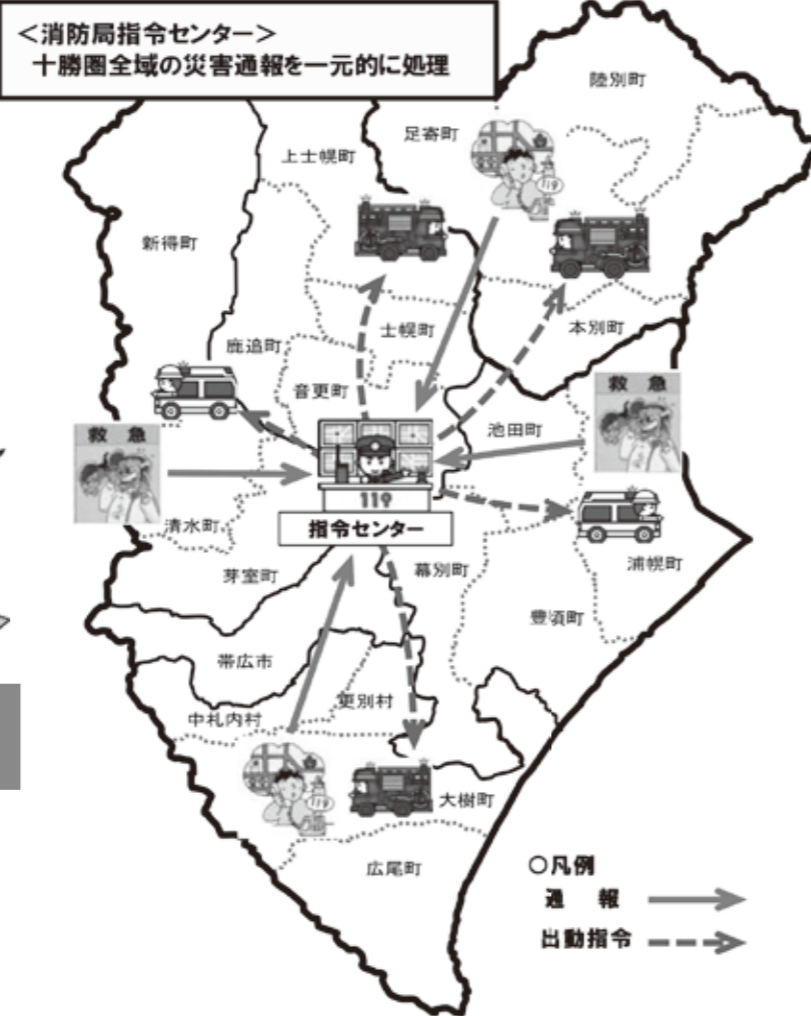 ＜消防局指令センター＞
十勝圏全域の災害通報を一元的に処理
陸別町
足寄町
上士幌町
119
新得町
本別町
士幌町
鹿追町
音更町
救急
池田町
救急
119
指令センター
清水町
幕別町
浦幌町
芽室町
豊頃町
帯広市
更別村
中札内村
119
大樹町
広尾町
○凡例
通　報
出動指令